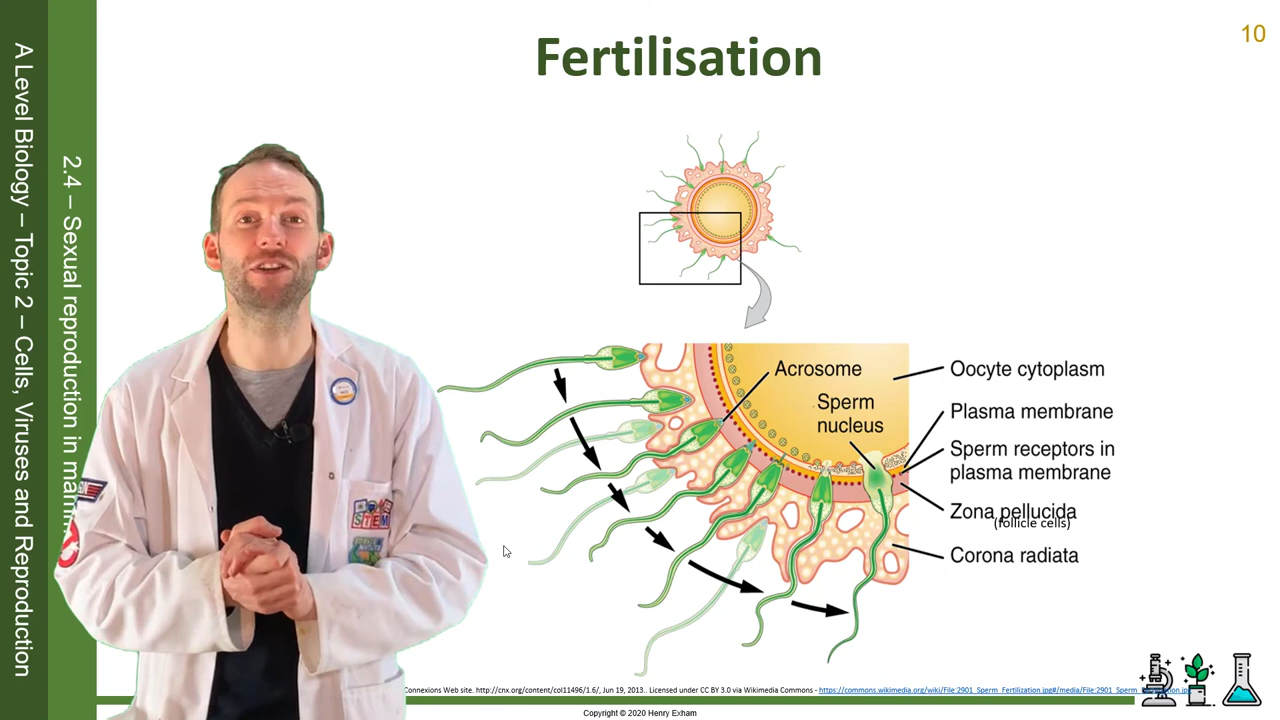 10
Fertilisation
A Level Biology – Topic 2 – Cells, Viruses and Reproduction
2.4 – Sexual reproduction in mam
STEM
Acrosome
Sperm
nucleus
Oocyte cytoplasm
Plasma membrane
Sperm receptors in
plasma membrane
Zona pellucida
(follicle cells)
Corona radiata
Connexions Web site. http://cnx.org/content/col11496/1.6/, Jun 19, 2013.. Licensed under CC BY 3.0 via Wikimedia Commons - https://commons.wikimedia.org/wiki/File:2901_Sperm_Fertilization.jpg#/media/File:2901_Sperm_
Copyright © 2020 Henry Exham